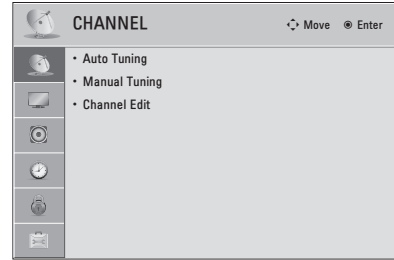 CHANNEL Move Enter
• Auto Tuning
• Manual Tuning
• Channel Edit